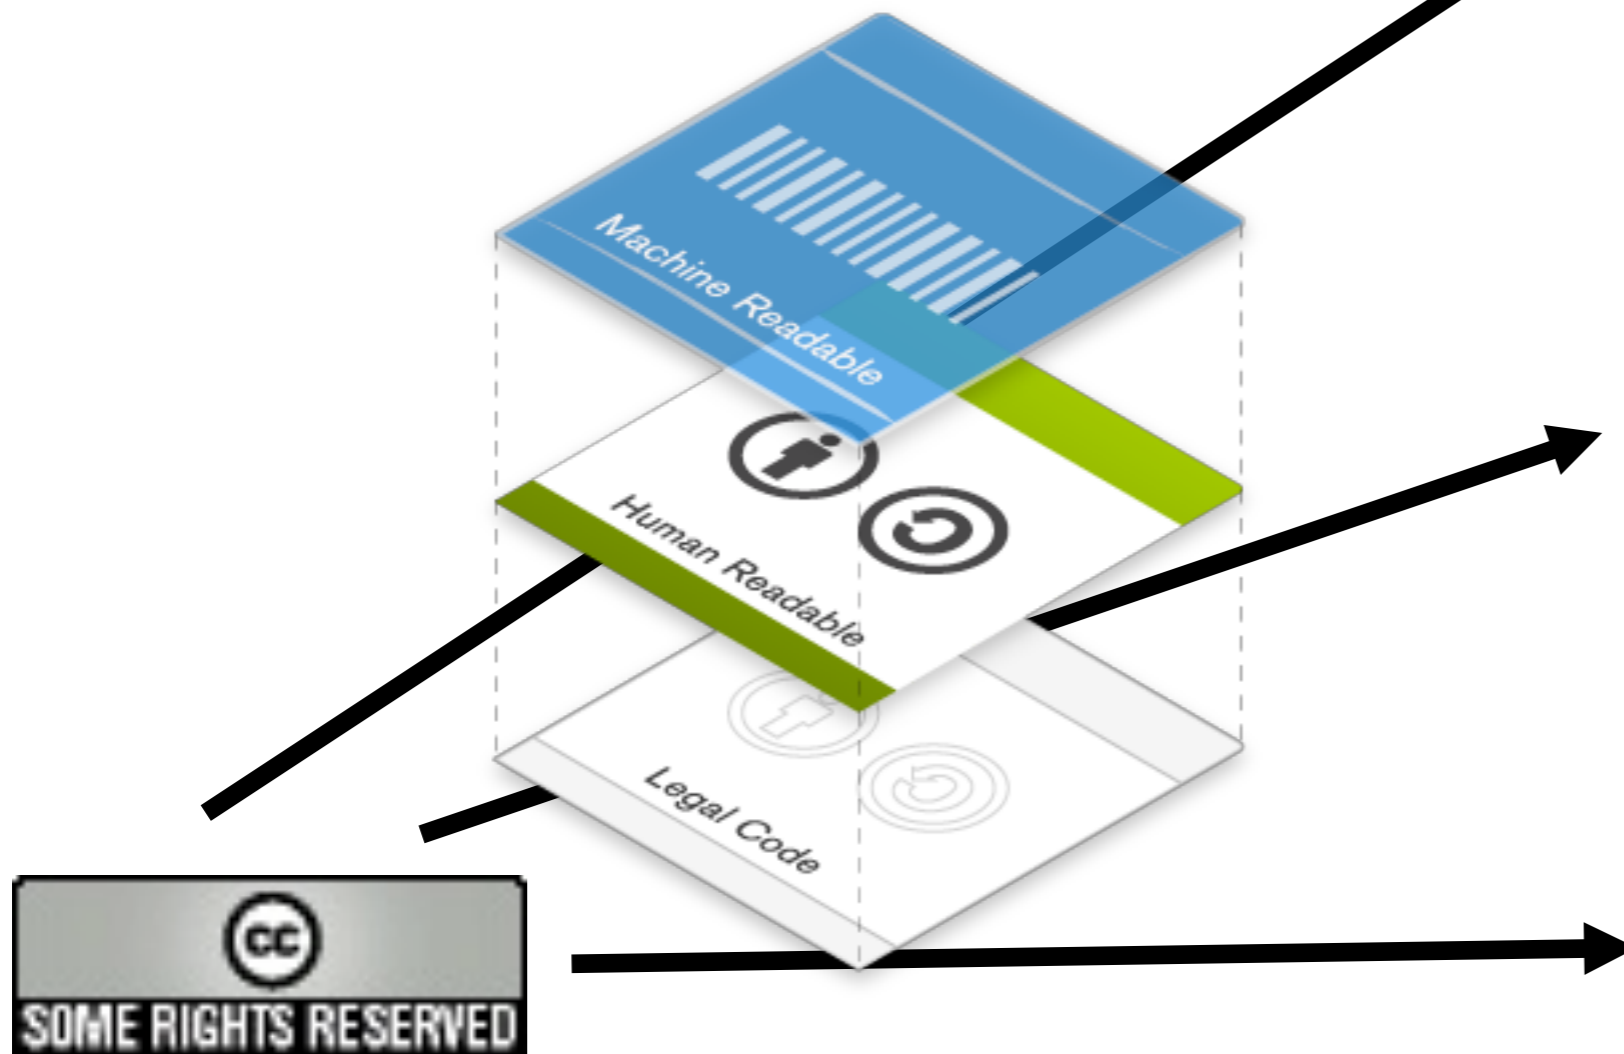 Machine Readable
Human Readable
Legal Code
cc
SOME RIGHTS RESERVED